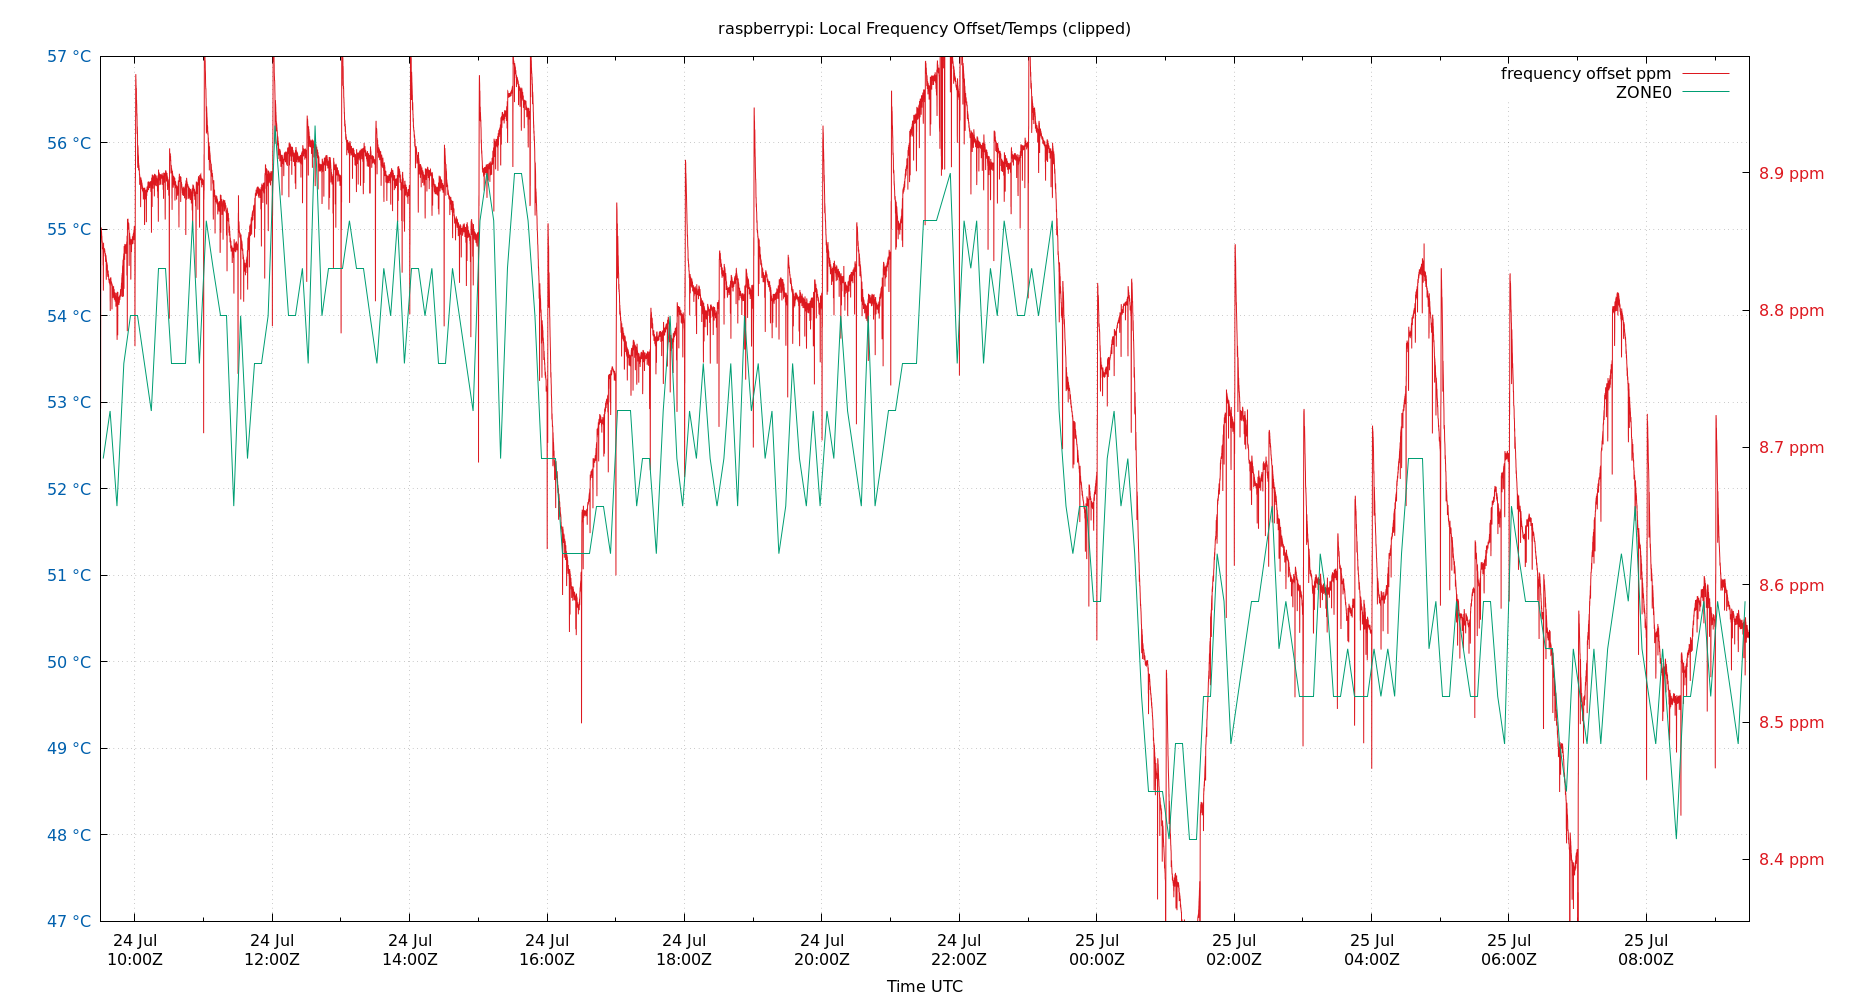 raspberrypi: Local Frequency Offset/Temps (clipped)
57 °C
56 °C
55 °C
54 °C
53 °C
52 °C
51 °C
50 °C
49 °C
48 °C
47 °C
frequency offset ppm
ZONE0
8.9 ppm
8.8 ppm
8.7 ppm
8.6 ppm
8.5 ppm
8.4 ppm
24 Jul 24 Jul 24 Jul 24 Jul 24 Jul 24 Jul 24 Jul 25 Jul 25 Jul 25 Jul 25 Jul 25 Jul
10:00Z 12:00Z 14:00Z 16:00Z 18:00Z 20:00Z 22:00Z 00:00Z 02:00Z 04:00Z 06:00Z 08:00Z
Time UTC